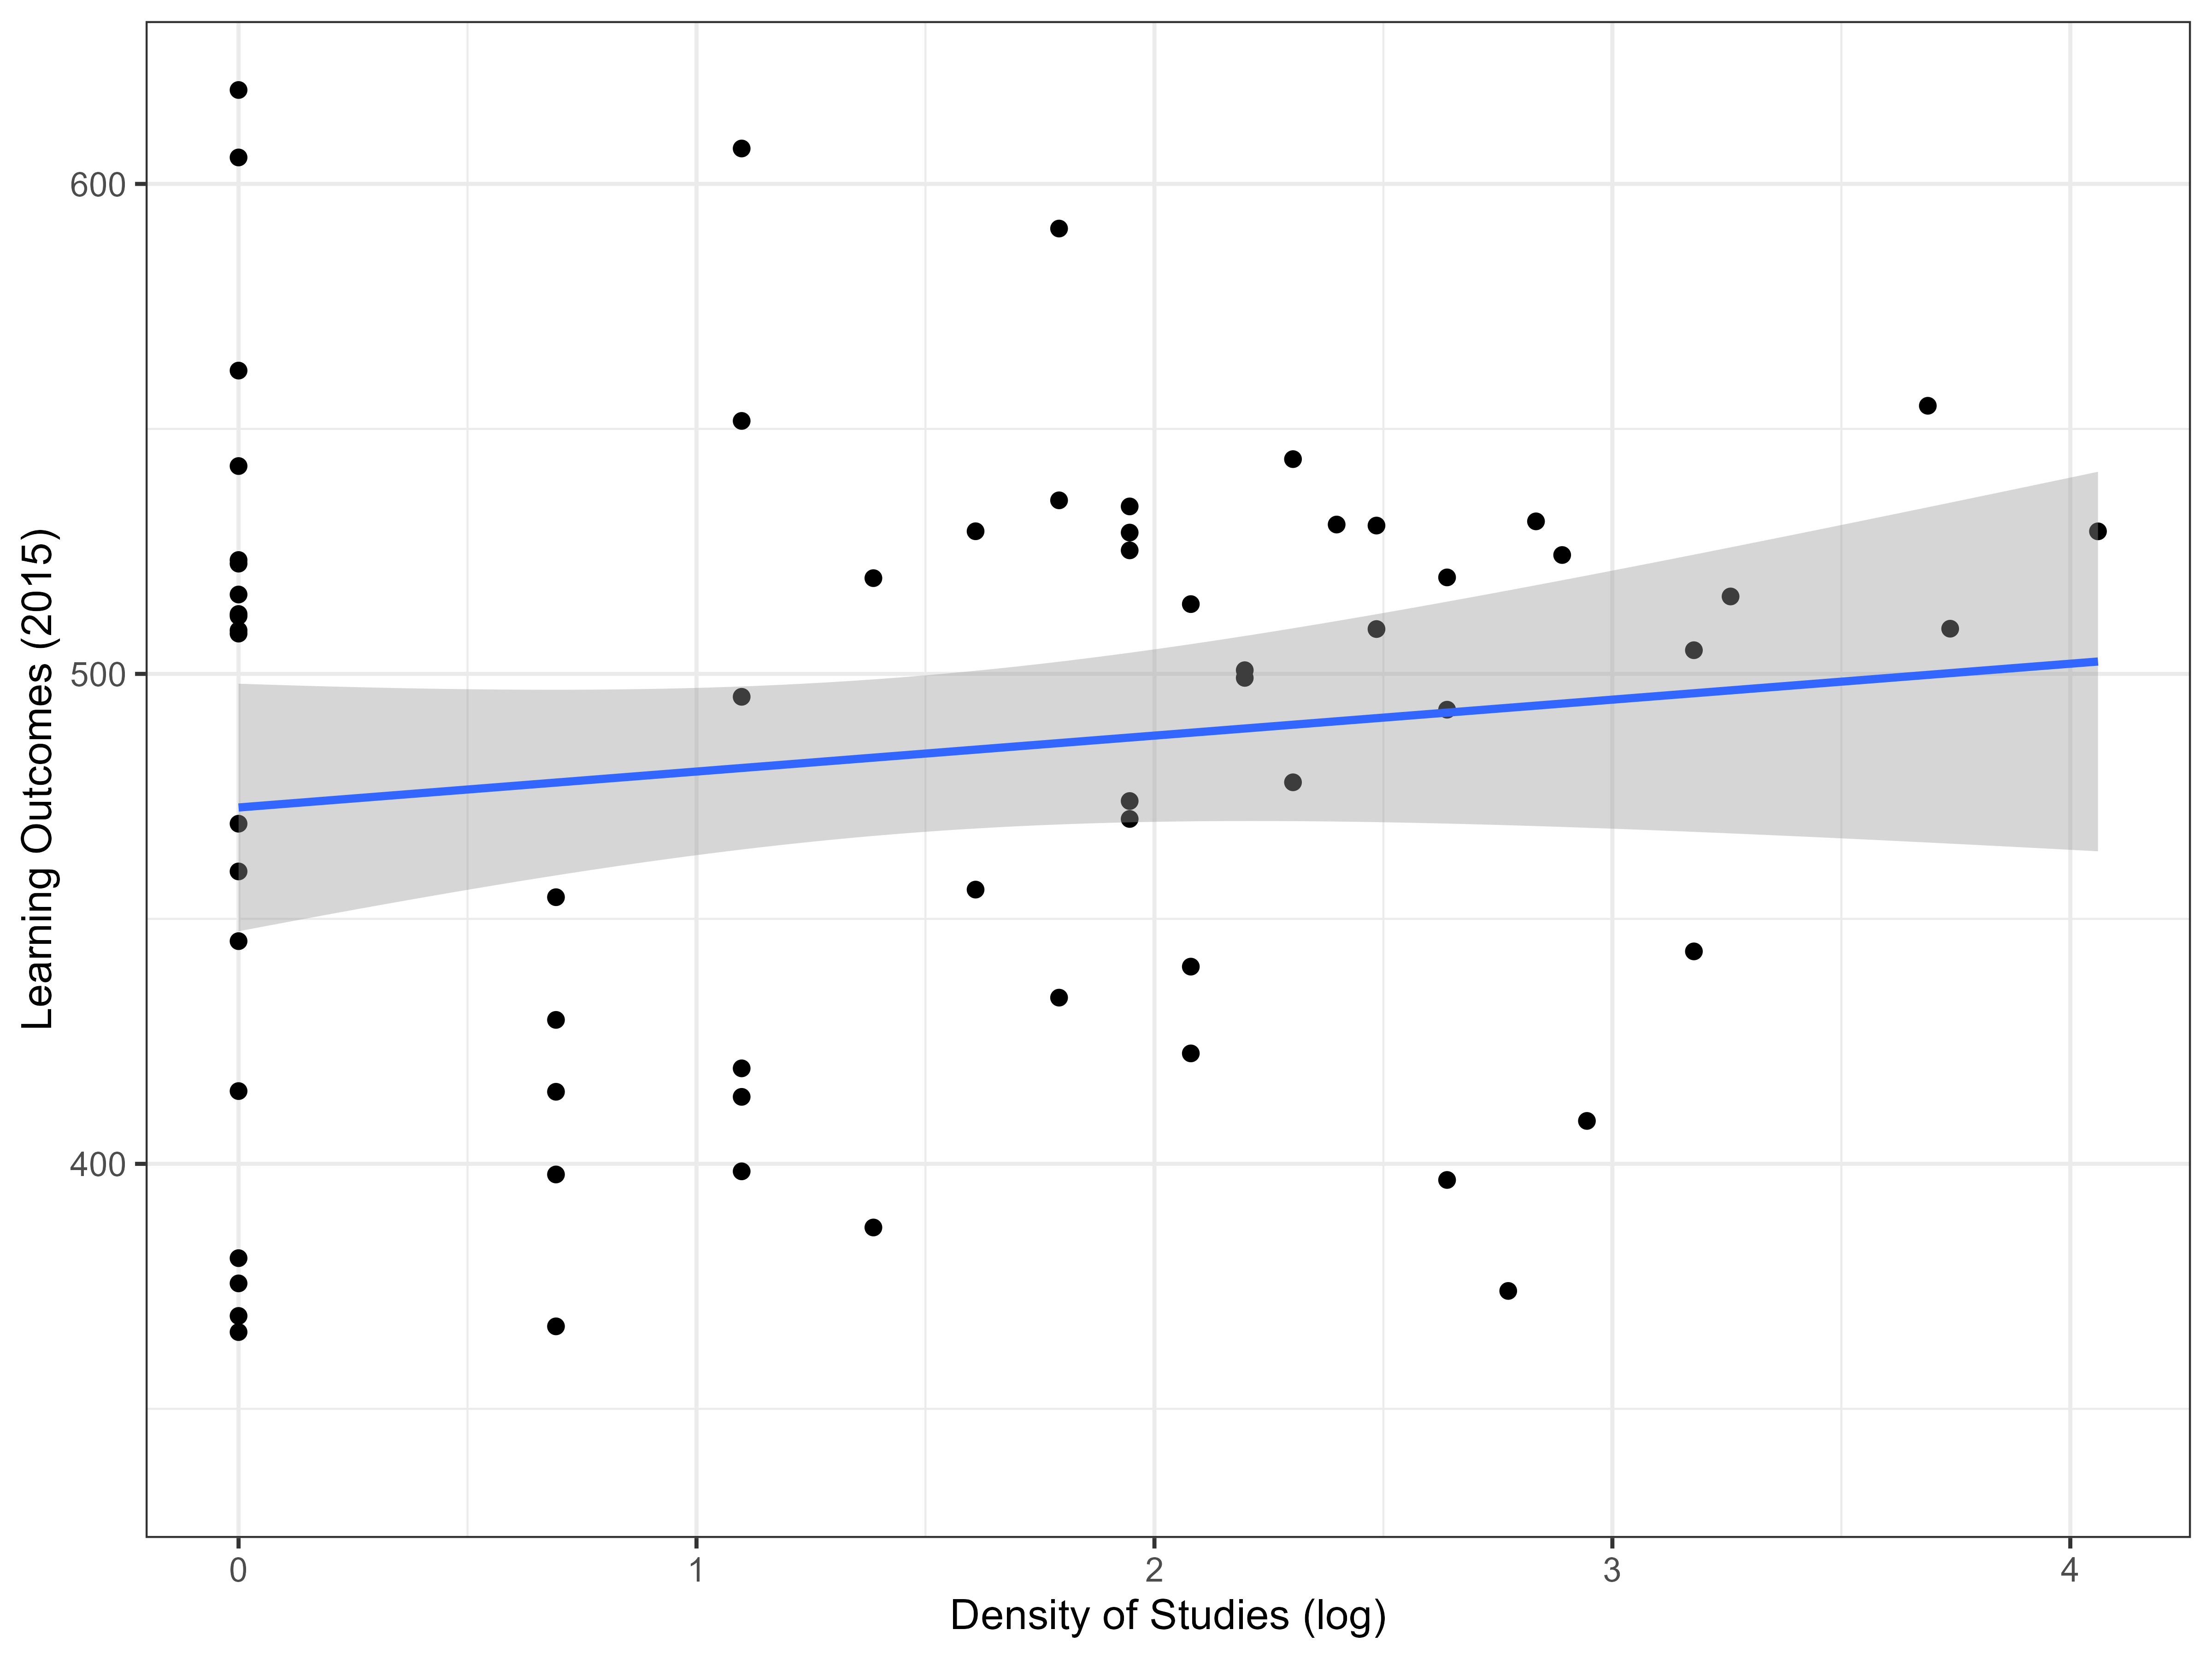 Learning Outcomes (2015)
600
500
400
0 1 2 3 4
Density of Studies (log)